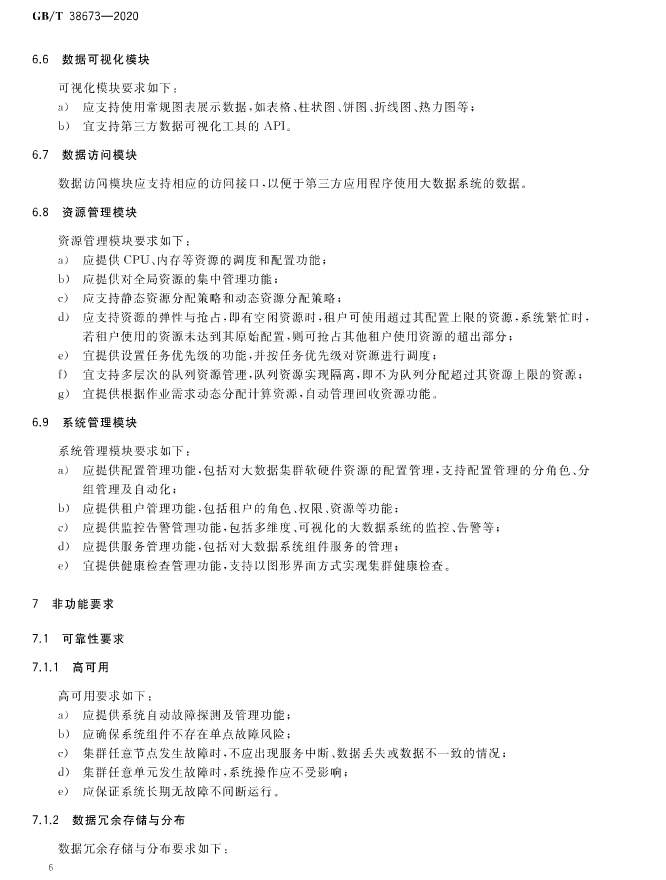 GB/T 38673—2020
6.6 数据可视化模块
可视化模块要求如下:
a) 应支持使用常规图表展示数据,如表格、柱状图、饼图、折线图、热力图等;
b) 宜支持第三方数据可视化工具的 API。
6.7 数据访问模块
数据访问模块应支持相应的访问接口,以便于第三方应用程序使用大数据系统的数据。
6.8 资源管理模块
资源管理模块要求如下:
a) 应提供 CPU、内存等资源的调度和配置功能;
b) 应提供对全局资源的集中管理功能;
c) 应支持静态资源分配策略和动态资源分配策略;
d) 应支持资源的弹性与抢占,即有空闲资源时,租户可使用超过其配置上限的资源,系统繁忙时,
若租户使用的资源未达到其原始配置,则可抢占其他租户使用资源的超出部分;
e) 宜提供设置任务优先级的功能,并按任务优先级对资源进行调度;
f) 宜支持多层次的队列资源管理,队列资源实现隔离,即不为队列分配超过其资源上限的资源;
g) 宜提供根据作业需求动态分配计算资源,自动管理回收资源功能。
6.9 系统管理模块
系统管理模块要求如下:
a) 应提供配置管理功能,包括对大数据集群软硬件资源的配置管理,支持配置管理的分角色、分
组管理及自动化;
b) 应提供租户管理功能,包括租户的角色、权限、资源等功能;
c) 应提供监控告警管理功能,包括多维度、可视化的大数据系统的监控、告警等;
d) 应提供服务管理功能,包括对大数据系统组件服务的管理;
e) 宜提供健康检查管理功能,支持以图形界面方式实现集群健康检查。
7 非功能要求
7.1 可靠性要求
7.1.1 高可用
高可用要求如下:
a) 应提供系统自动故障探测及管理功能;
b) 应确保系统组件不存在单点故障风险;
c) 集群任意节点发生故障时,不应出现服务中断、数据丢失或数据不一致的情况;
d) 集群任意单元发生故障时,系统操作应不受影响;
e) 应保证系统长期无故障不间断运行。
7.1.2 数据冗余存储与分布
数据冗余存储与分布要求如下:
6